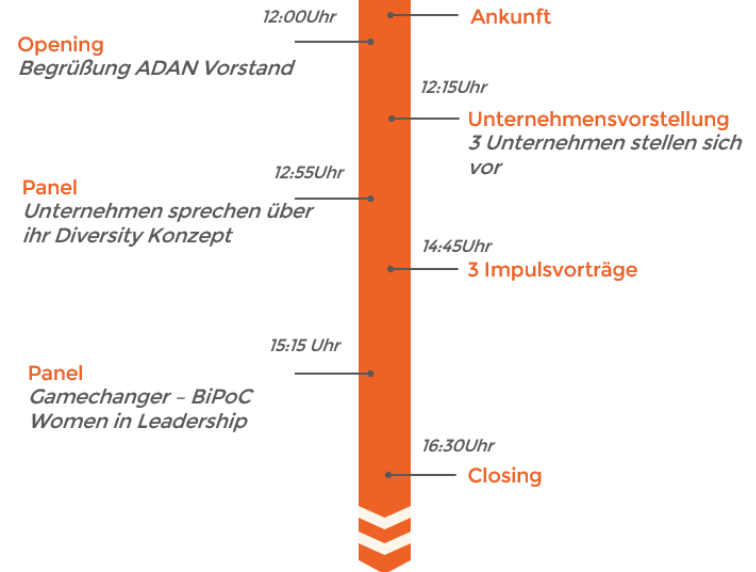 12:00Uhr
Ankunft
Opening
Begrüßung ADAN Vorstand
12:15Uhr
Unternehmensvorstellung
3 Unternehmen stellen sich
vor
12:55Uhr
Panel
Unternehmen sprechen über
ihr Diversity Konzept
14:45Uhr
3 Impulsvorträge
15:15 Uhr
Panel
Gamechanger – BiPoC
Women in Leadership
16:30Uhr
Closing